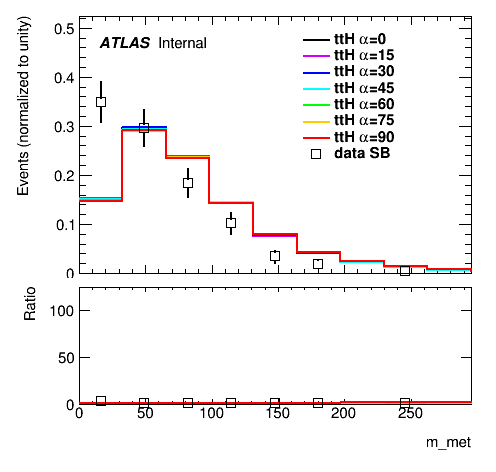 0.5
0.4
0.3
0.2
0.1
0
Events (normalized to unity)
ATLAS Internal
ttH α=0
ttH α=15
ttH α=30
ttH α=45
ttH α=60
ttH α=75
ttH α=90
data SB
Ratio
100
50
0
0 50 100 150 200 250
m_met